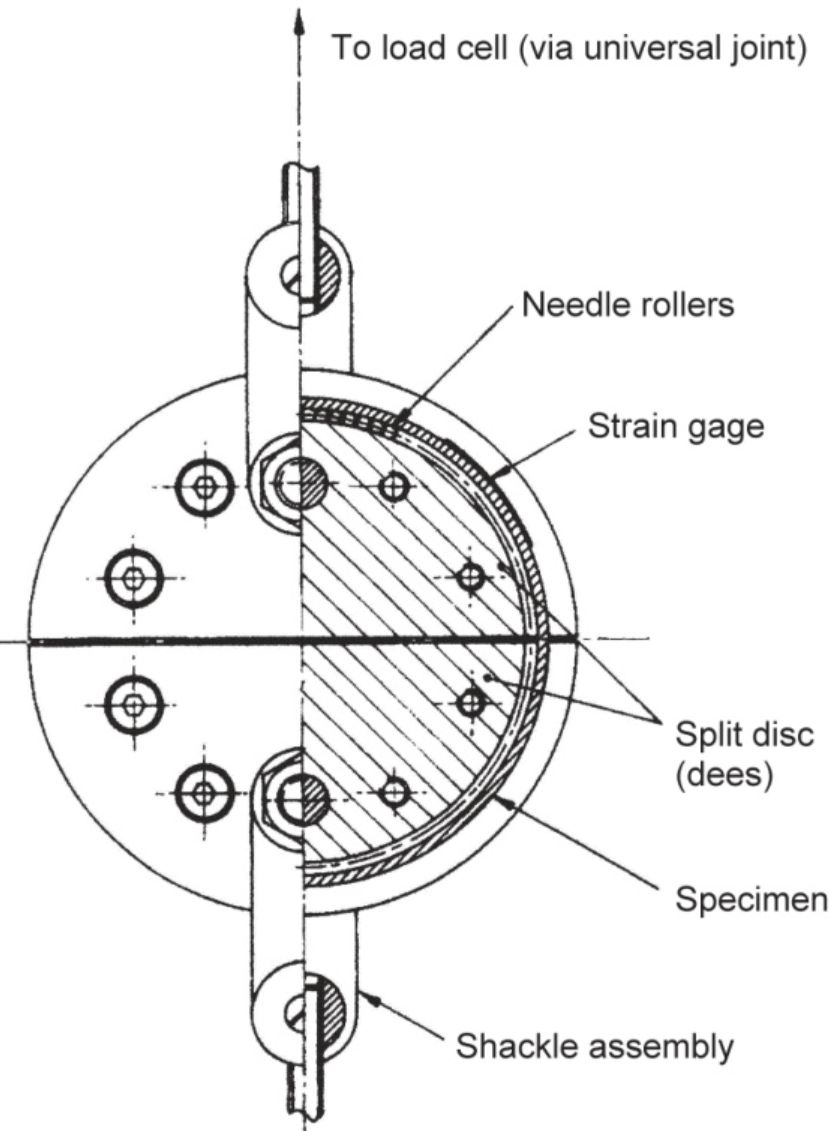 To load cell (via universal joint)
Needle rollers
Strain gage
Split disc
(dees)
Specimen
Shackle assembly